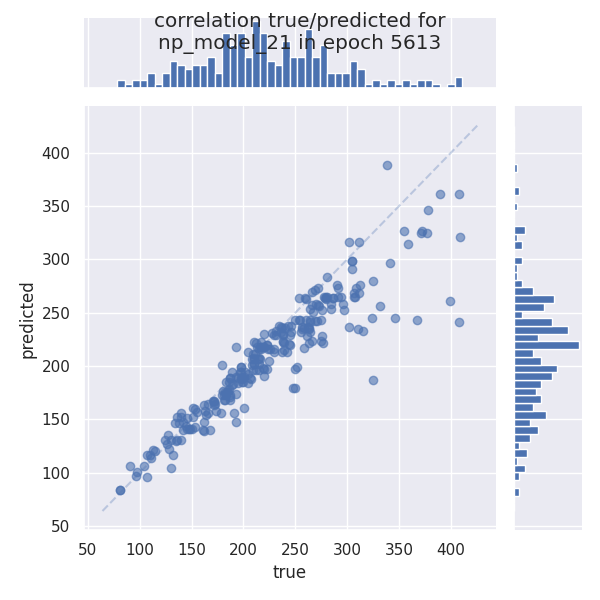 correlation true/predicted for
np_model_21 in epoch 5613
400
350
300
250
200
150
100
50
predicted
50 100 150 200 250 300 350 400
true